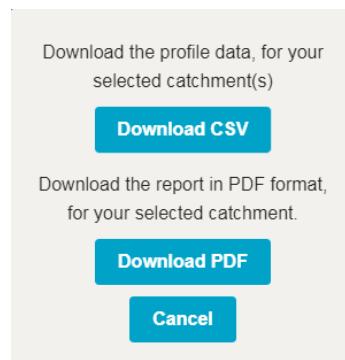 Download the profile data, for your
selected catchment(s)
Download CSV
Download the report in PDF format,
for your selected catchment.
Download PDF
Cancel